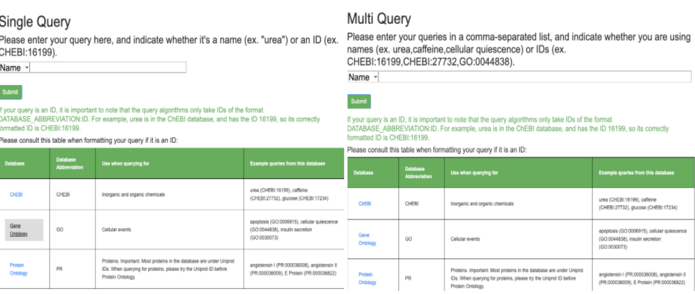 Single Query
Please enter your query here, and indicate whether it's a name (ex. "urea") or an ID (ex.
CHEBI:16199).
Name
Submit
f your query is an ID, it is important to note that the query algorithms only take IDs of the format
DATABASE_ABBREVIATION:ID. For example, urea is in the ChEBI database, and has the ID 16199, so its correctly
formatted ID is CHEBI:16199.
Please consult this table when formatting your query if it is an ID:
Database
Database
Abbreviation
Use when querying for
Example queries from this database
ChEBI
CHEBI
Inorganic and organic chemicals
urea (CHEBI:16199), caffeine
(CHEBI:27732), glucose (CHEBI:17234)
Gene
Ontology
GO
Cellular events
apoptosis (GO:0006915), cellular quiescence
(GO:0044838), insulin secretion
(GO:0030073)
Protein
Ontology
PR
Proteins. Important: Most proteins in the database are under Uniprot
IDs. When querying for proteins, please try the Uniprot ID before
Protein Ontology.
angiotensin I (PR:000036008), angiotensin II
(PR:000036009), E Protein (PR:000036822)
Multi Query
Please enter your queries in a comma-separated list, and indicate whether you are using
names (ex. urea,caffeine,cellular quiescence) or IDs (ex.
CHEBI:16199,CHEBI:27732,GO:0044838).
Name
Submit
If your query is an ID, it is important to note that the query algorithms only take IDs of the format
DATABASE_ABBREVIATION:ID. For example, urea is in the ChEBI database, and has the ID 16199, so its correctly
formatted ID is CHEBI:16199.
Please consult this table when formatting your query if it is an ID:
Database
Database
Abbreviation
Use when querying for
Example queries from this database
ChEBI
CHEBI
Inorganic and organic chemicals
urea (CHEBI:16199), caffeine
(CHEBI:27732), glucose (CHEBI:17234)
Gene
Ontology
GO
Cellular events
apoptosis (GO:0006915), cellular quiescence
(GO:0044838), insulin secretion
(GO:0030073)
Protein
Ontology
PR
Proteins. Important: Most proteins in the database are under Uniprot
IDs. When querying for proteins, please try the Uniprot ID before
Protein Ontology.
angiotensin I (PR:000036008), angiotensin II
(PR:000036009), E Protein (PR:000036822)